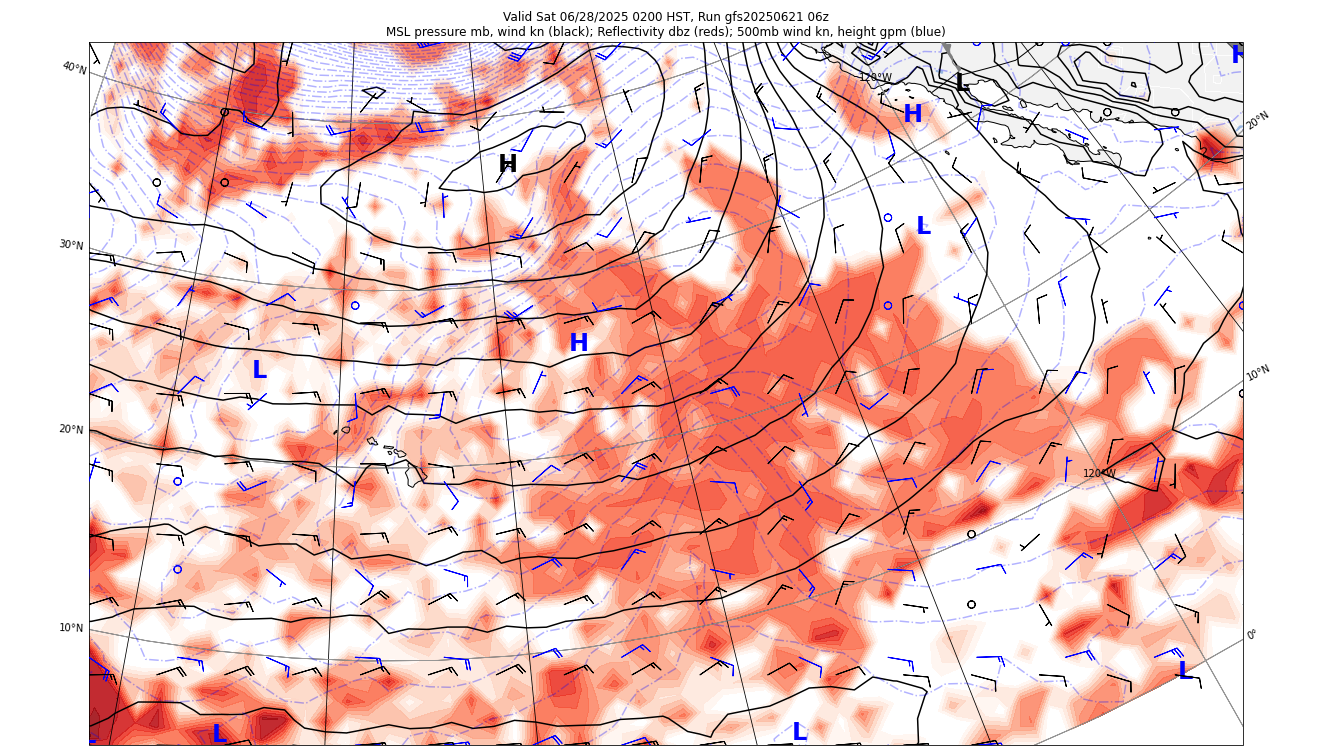 Valid Sat 06/28/2025 0200 HST, Run gfs20250621 06z
MSL pressure mb, wind kn (black); Reflectivity dbz (reds); 500mb wind kn, height gpm (blue)
H
40°N
120°W
L
H
20°N
H
L
30°N
H
L
10°N
20°N
120°W
10°N
0°
L
L
L